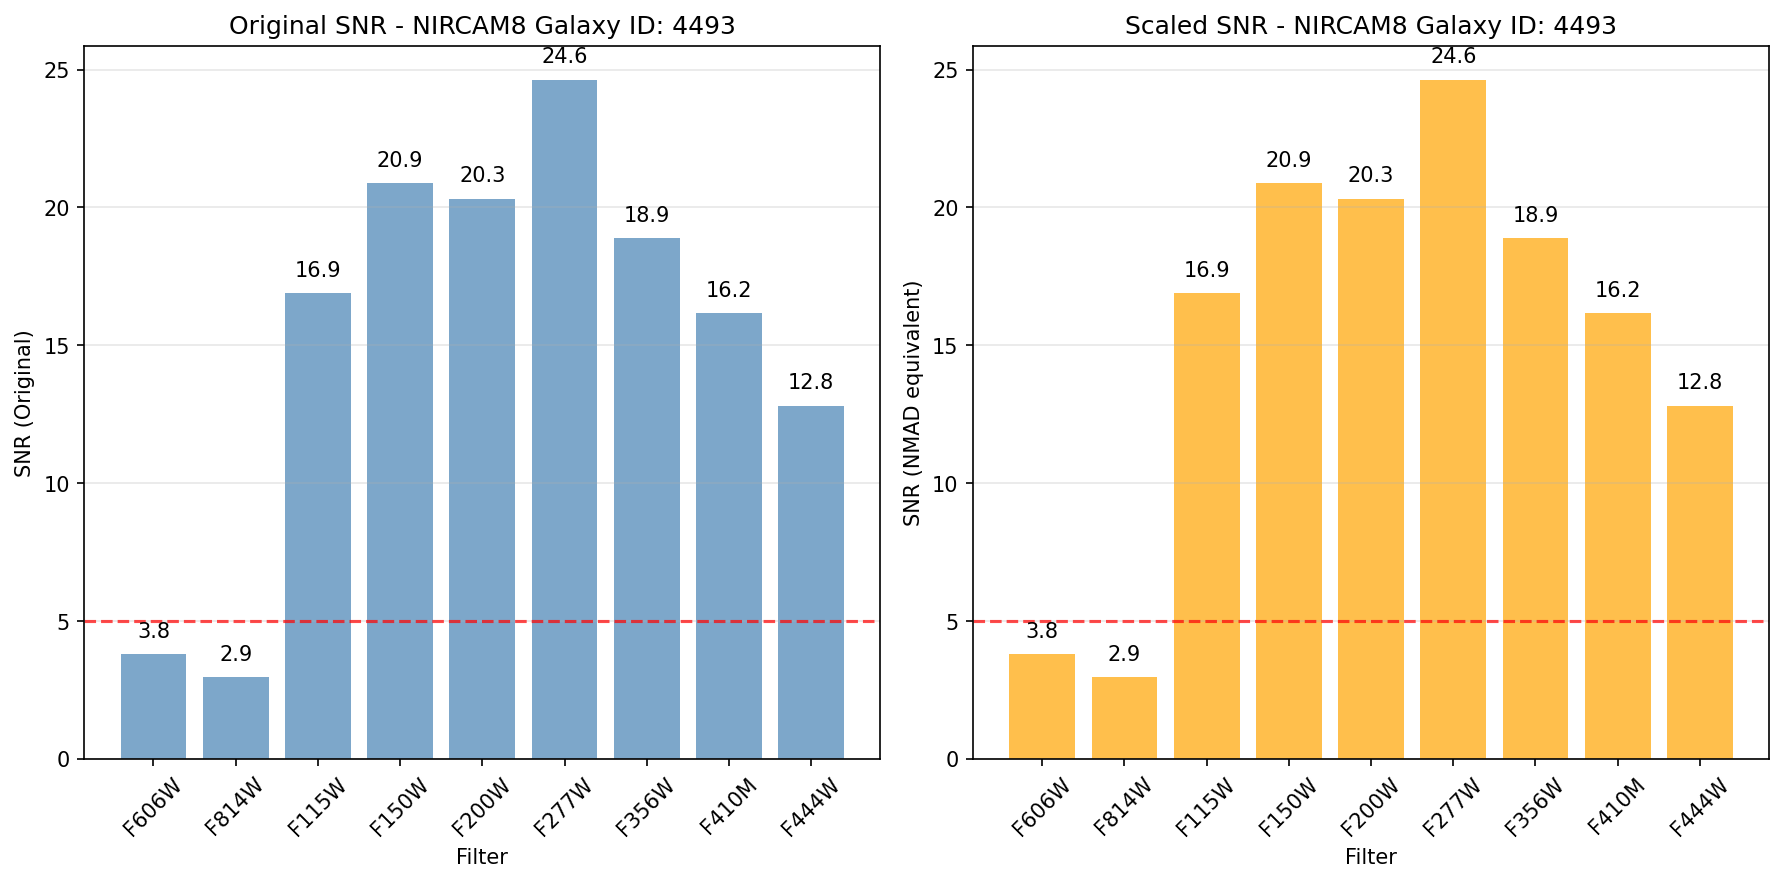 Original SNR - NIRCAM8 Galaxy ID: 4493
SNR (Original)
25
20
15
10
5
0
3.8
2.9
16.9
20.9
20.3
24.6
18.9
16.2
12.8
F606W
F814W
F115W
F150W
F200W
F277W
F356W
F410M
F444W
Filter
Scaled SNR - NIRCAM8 Galaxy ID: 4493
SNR (NMAD equivalent)
25
20
15
10
5
0
3.8
2.9
16.9
20.9
20.3
24.6
18.9
16.2
12.8
F606W
F814W
F115W
F150W
F200W
F277W
F356W
F410M
F444W
Filter